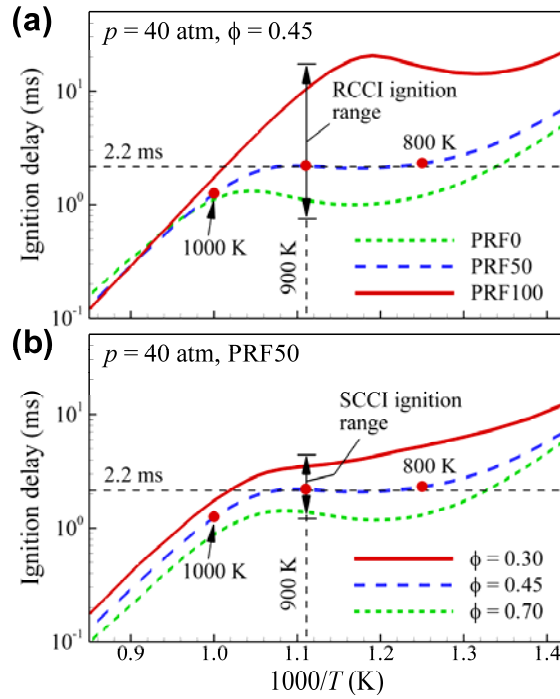 (a)
p = 40 atm, ϕ = 0.45
Ignition delay (ms)
10¹
10⁰
10⁻¹
RCCI ignition
range
2.2 ms
800 K
1000 K
900 K
PRF0
PRF50
PRF100
(b)
p = 40 atm, PRF50
Ignition delay (ms)
10¹
10⁰
10⁻¹
SCCI ignition
range
2.2 ms
800 K
1000 K
900 K
ϕ = 0.30
ϕ = 0.45
ϕ = 0.70
0.9
1.0
1.1
1.2
1.3
1.4
1000/T (K)